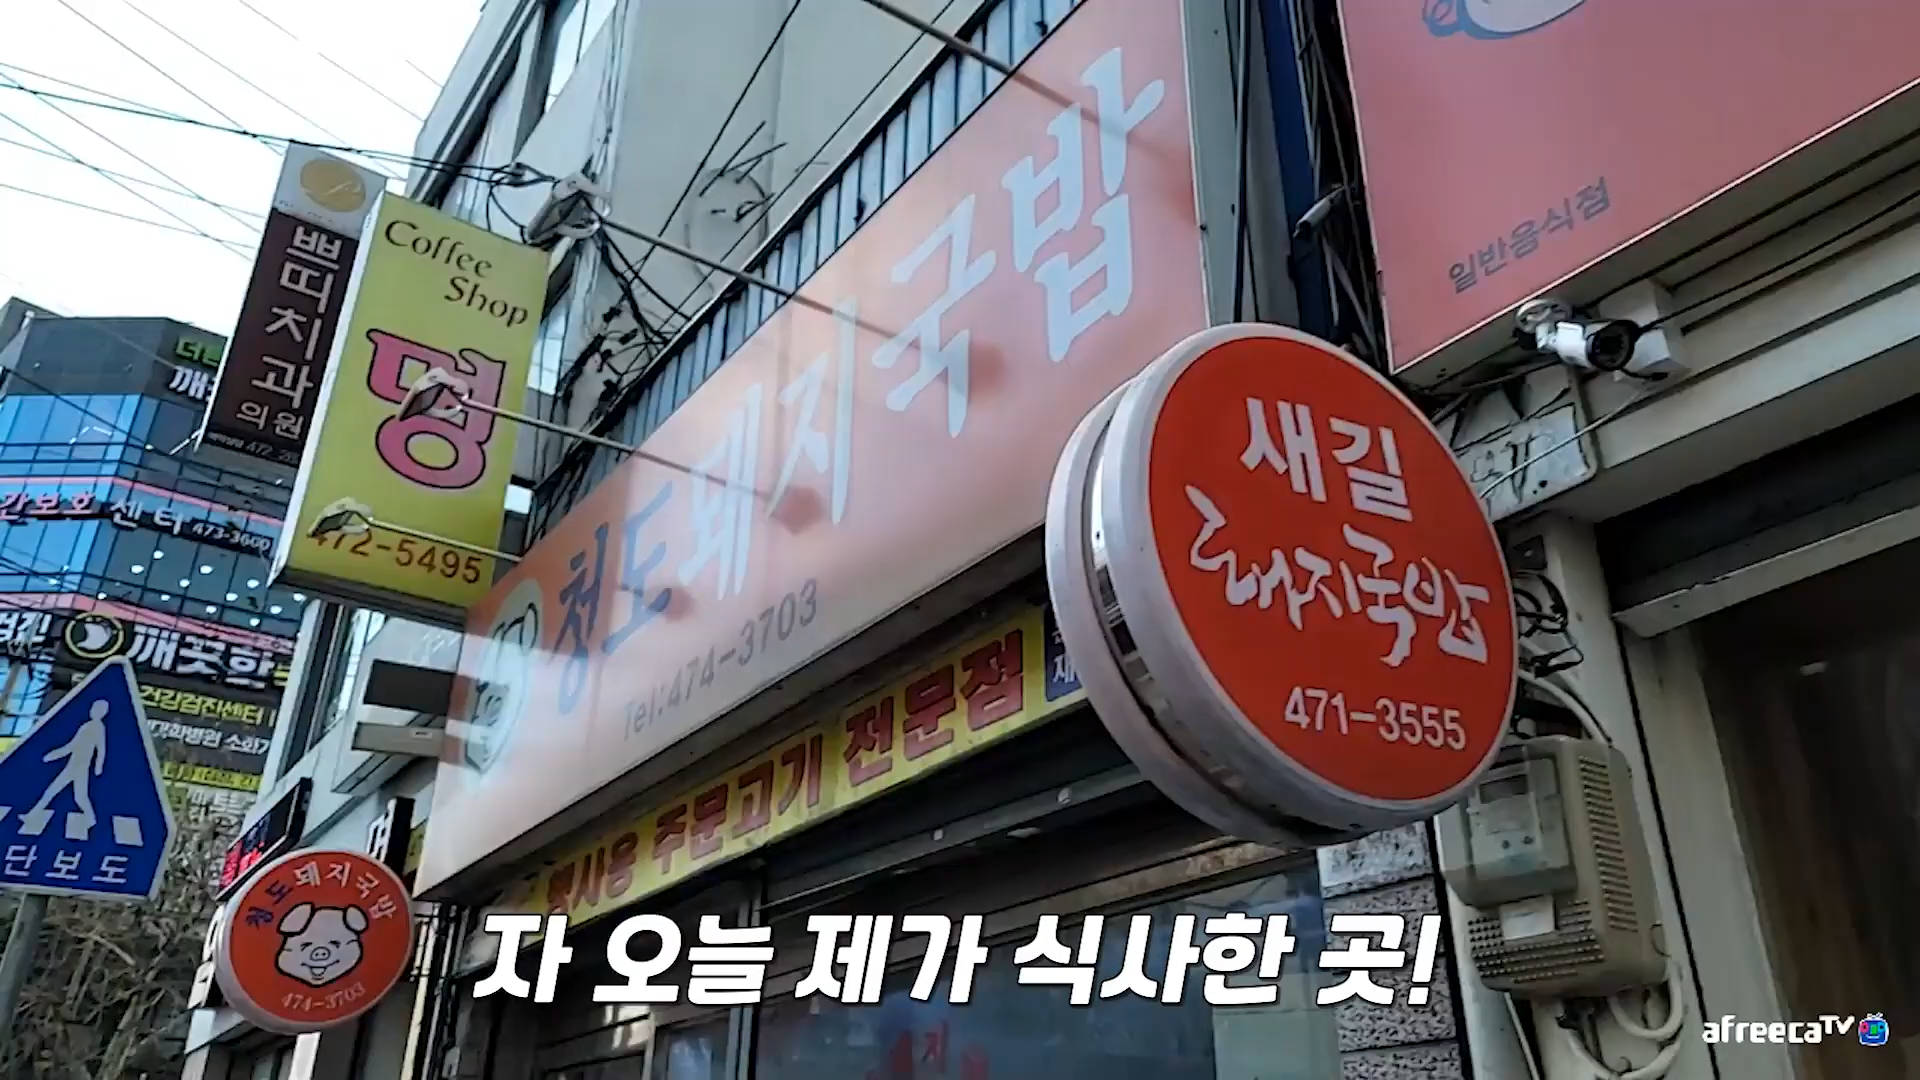 쁘띠치과
의원
Coffee
Shop
명
472-5495
청도돼지국밥
Tel:474-3703
행사용 주문고기 전문점
새길
돼지국밥
471-3555
일반음식점
간보호 센터 473-3600
깨끗한
건강검진센터
단보도
청도돼지국밥
474-3703
자 오늘 제가 식사한 곳!
afreecaTV